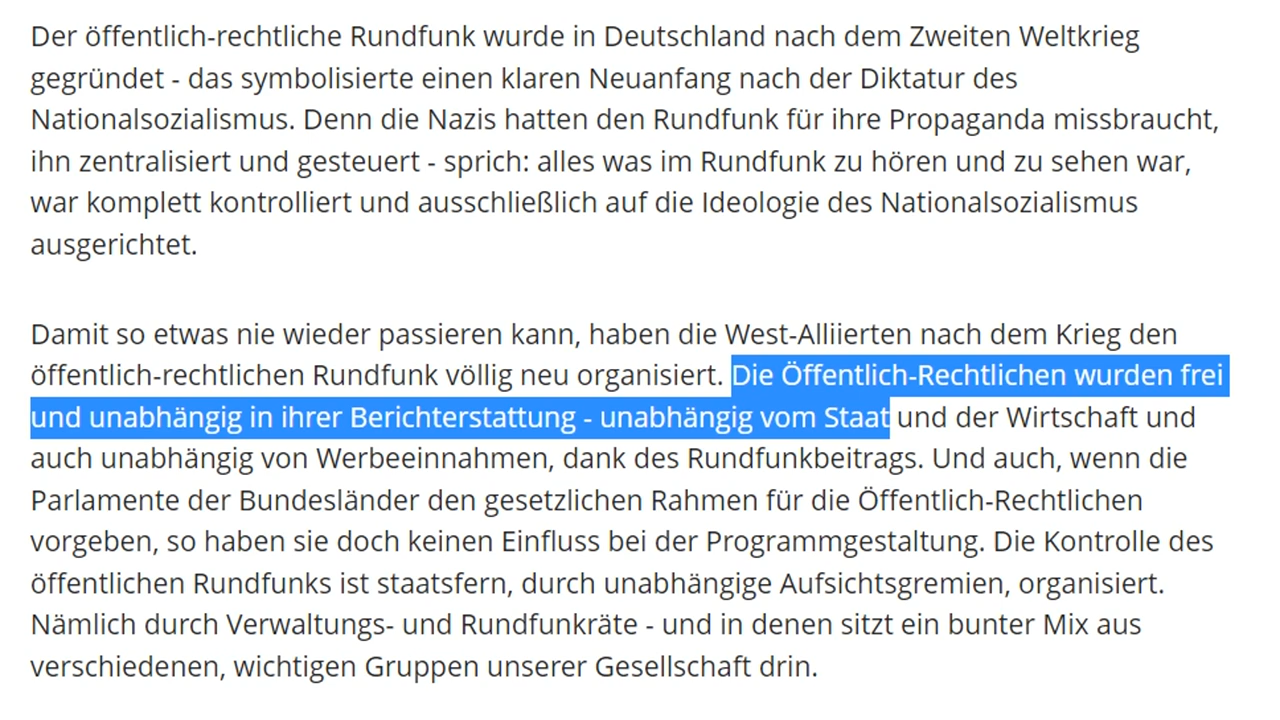 Der öffentlich-rechtliche Rundfunk wurde in Deutschland nach dem Zweiten Weltkrieg
gegründet - das symbolisierte einen klaren Neuanfang nach der Diktatur des
Nationalsozialismus. Denn die Nazis hatten den Rundfunk für ihre Propaganda missbraucht,
ihn zentralisiert und gesteuert - sprich: alles was im Rundfunk zu hören und zu sehen war,
war komplett kontrolliert und ausschließlich auf die Ideologie des Nationalsozialismus
ausgerichtet.
Damit so etwas nie wieder passieren kann, haben die West-Alliierten nach dem Krieg den
öffentlich-rechtlichen Rundfunk völlig neu organisiert. Die Öffentlich-Rechtlichen wurden frei
und unabhängig in ihrer Berichterstattung - unabhängig vom Staat und der Wirtschaft und
auch unabhängig von Werbeeinnahmen, dank des Rundfunkbeitrags. Und auch, wenn die
Parlamente der Bundesländer den gesetzlichen Rahmen für die Öffentlich-Rechtlichen
vorgeben, so haben sie doch keinen Einfluss bei der Programmgestaltung. Die Kontrolle des
öffentlichen Rundfunks ist staatsfern, durch unabhängige Aufsichtsgremien, organisiert.
Nämlich durch Verwaltungs- und Rundfunkräte - und in denen sitzt ein bunter Mix aus
verschiedenen, wichtigen Gruppen unserer Gesellschaft drin.